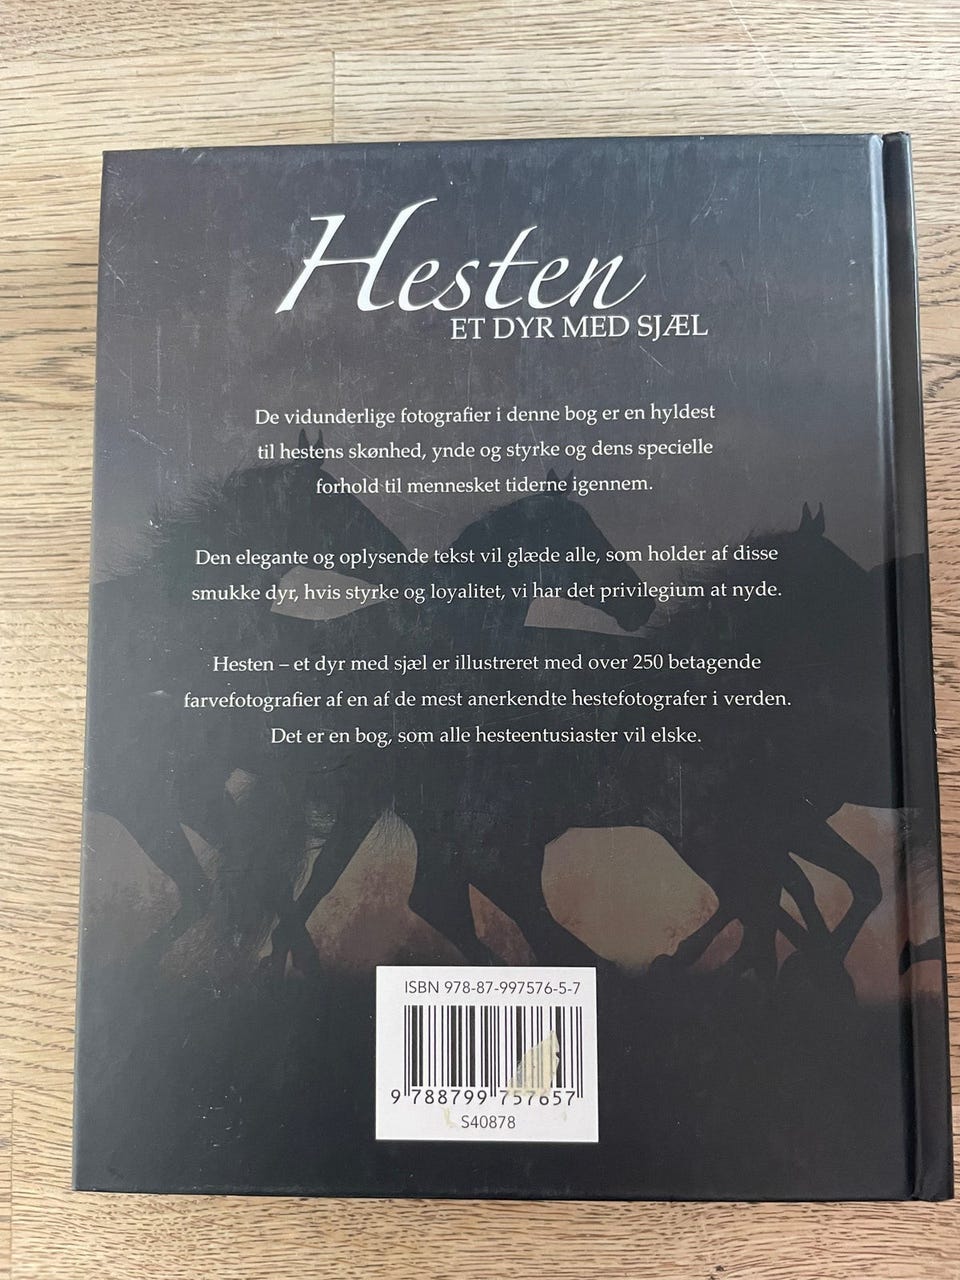 Hesten
ET DYR MED SJÆL
De vidunderlige fotografier i denne bog er en hyldest
til hestens skønhed, ynde og styrke og dens specielle
forhold til mennesket tiderne igennem.
Den elegante og oplysende tekst vil glæde alle, som holder af disse
smukke dyr, hvis styrke og loyalitet, vi har det privilegium at nyde.
Hesten – et dyr med sjæl er illustreret med over 250 betagende
farvefotografier af en af de mest anerkendte hestefotografer i verden.
Det er en bog, som alle hesteentusiaster vil elske.
ISBN 978-87-997576-5-7
9 788799 757657
S40878